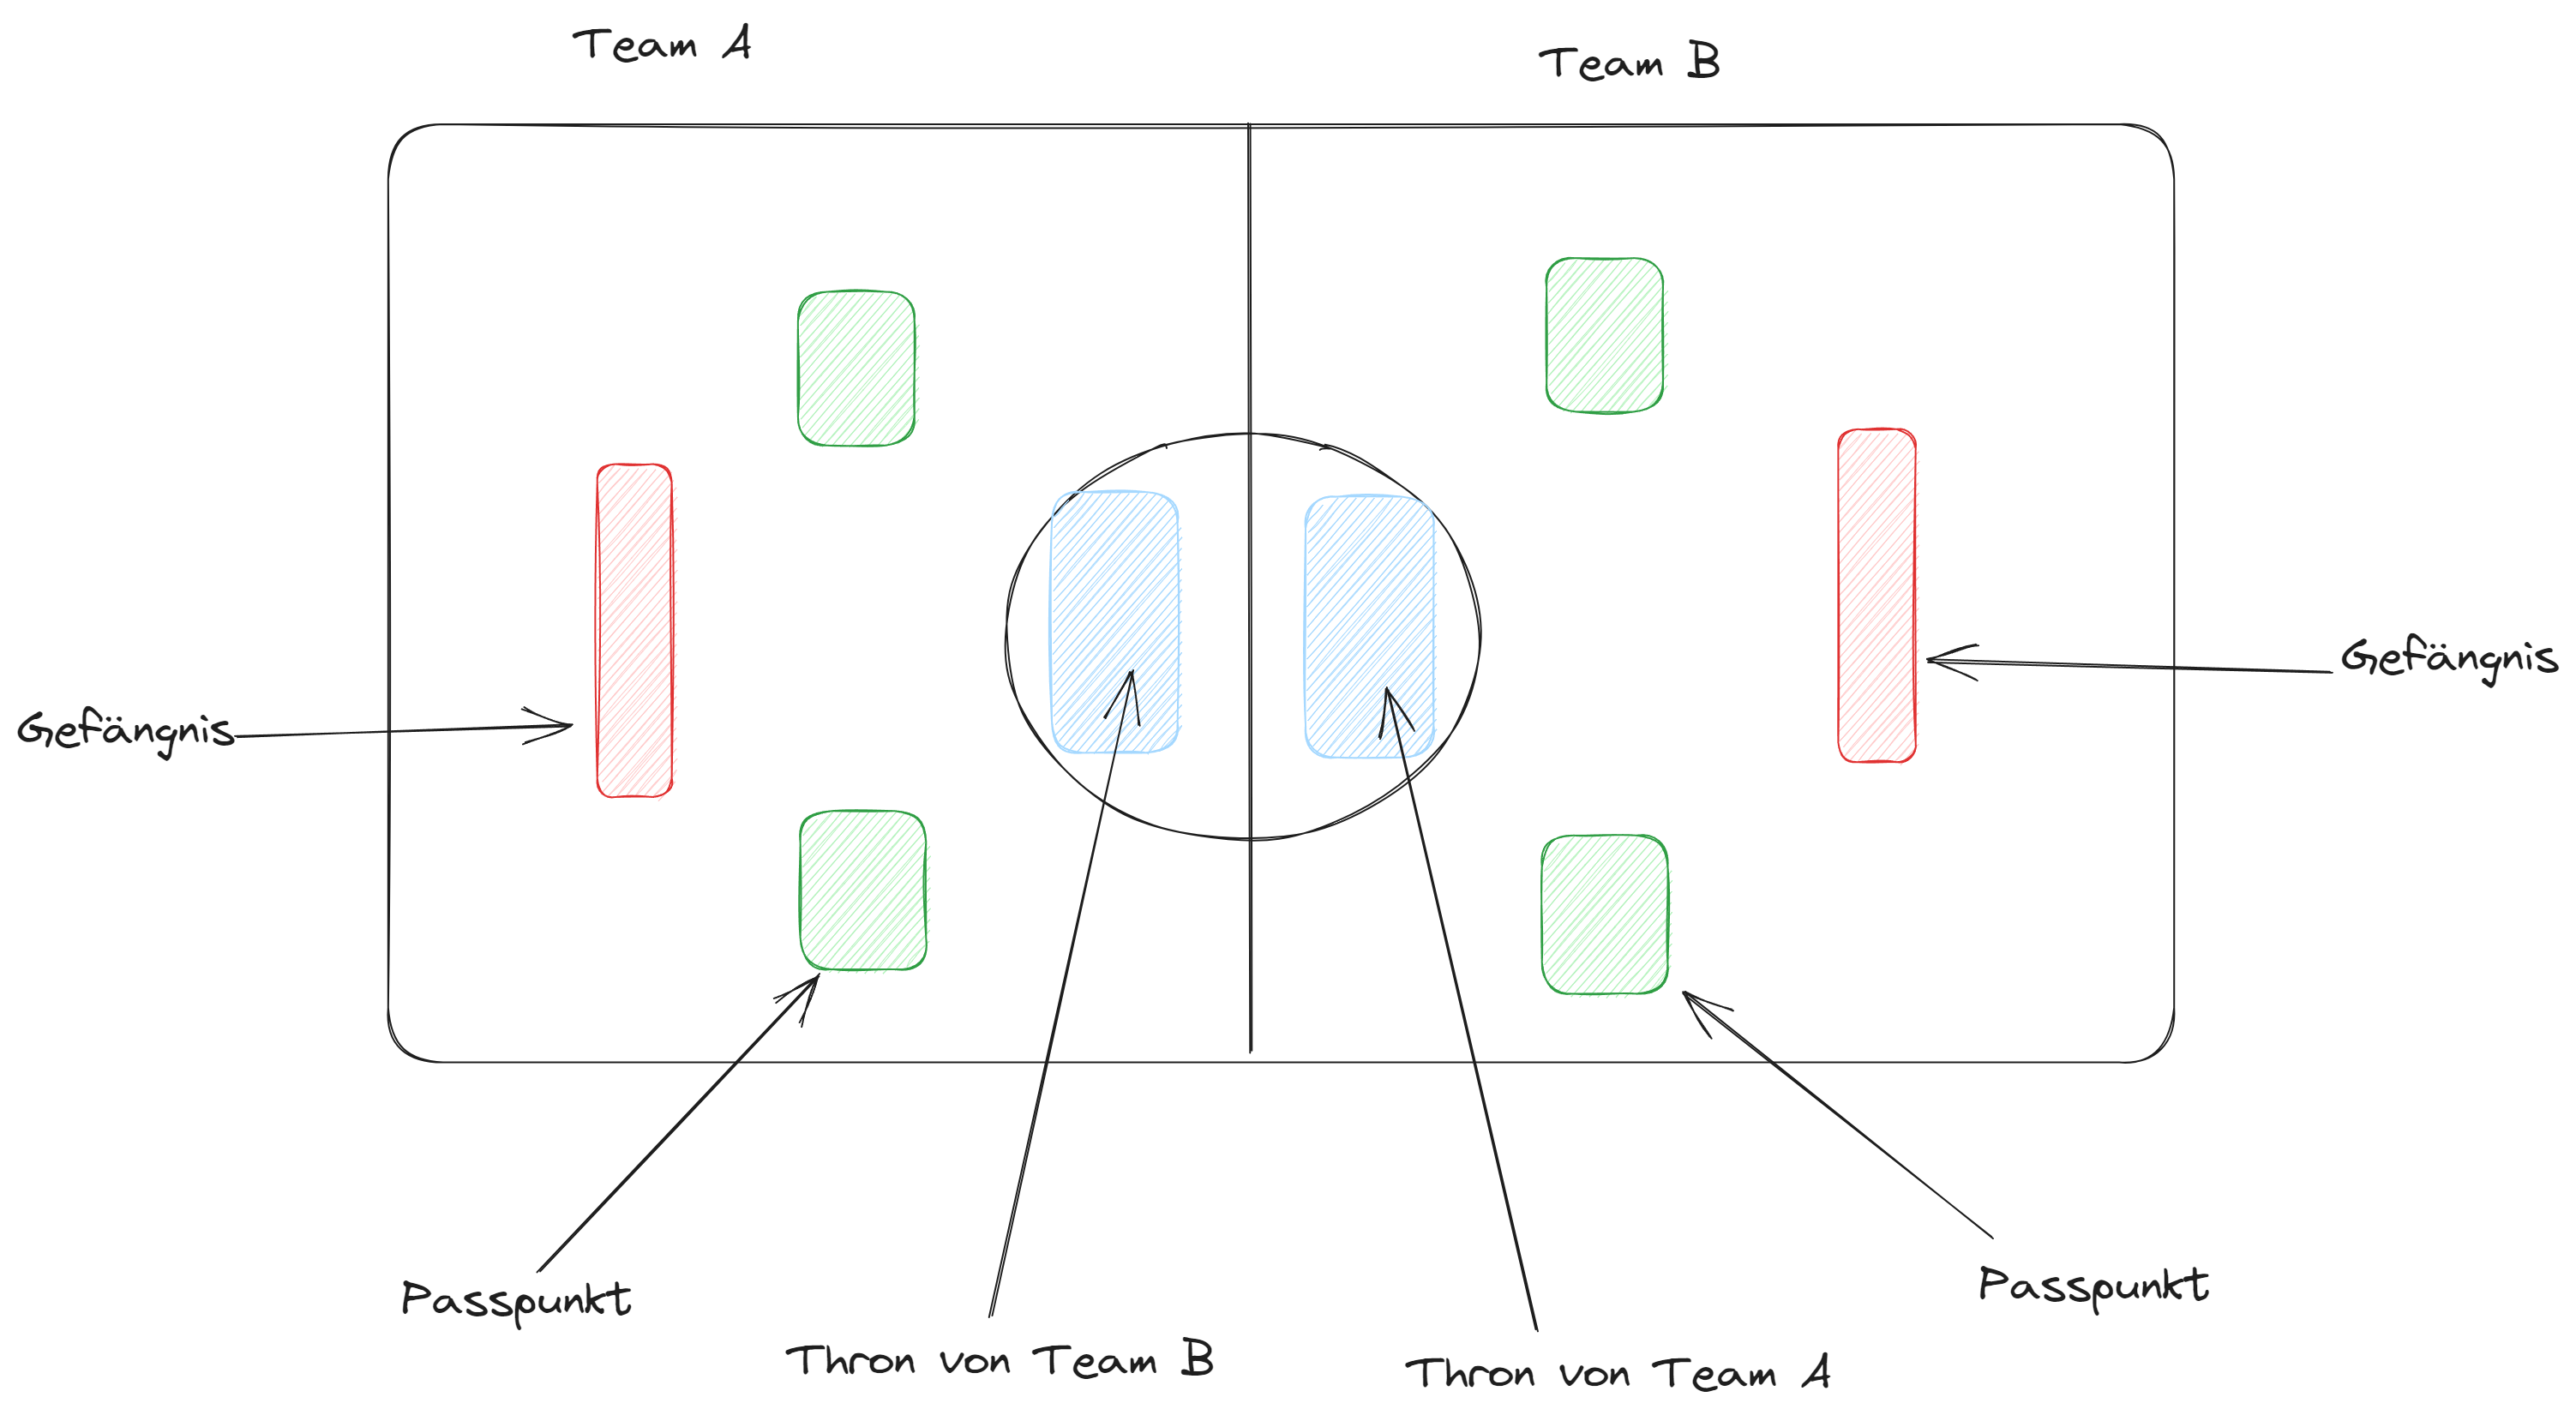 Team A
Team B
Gefängnis
Gefängnis
Passpunkt
Passpunkt
Thron von Team B
Thron von Team A